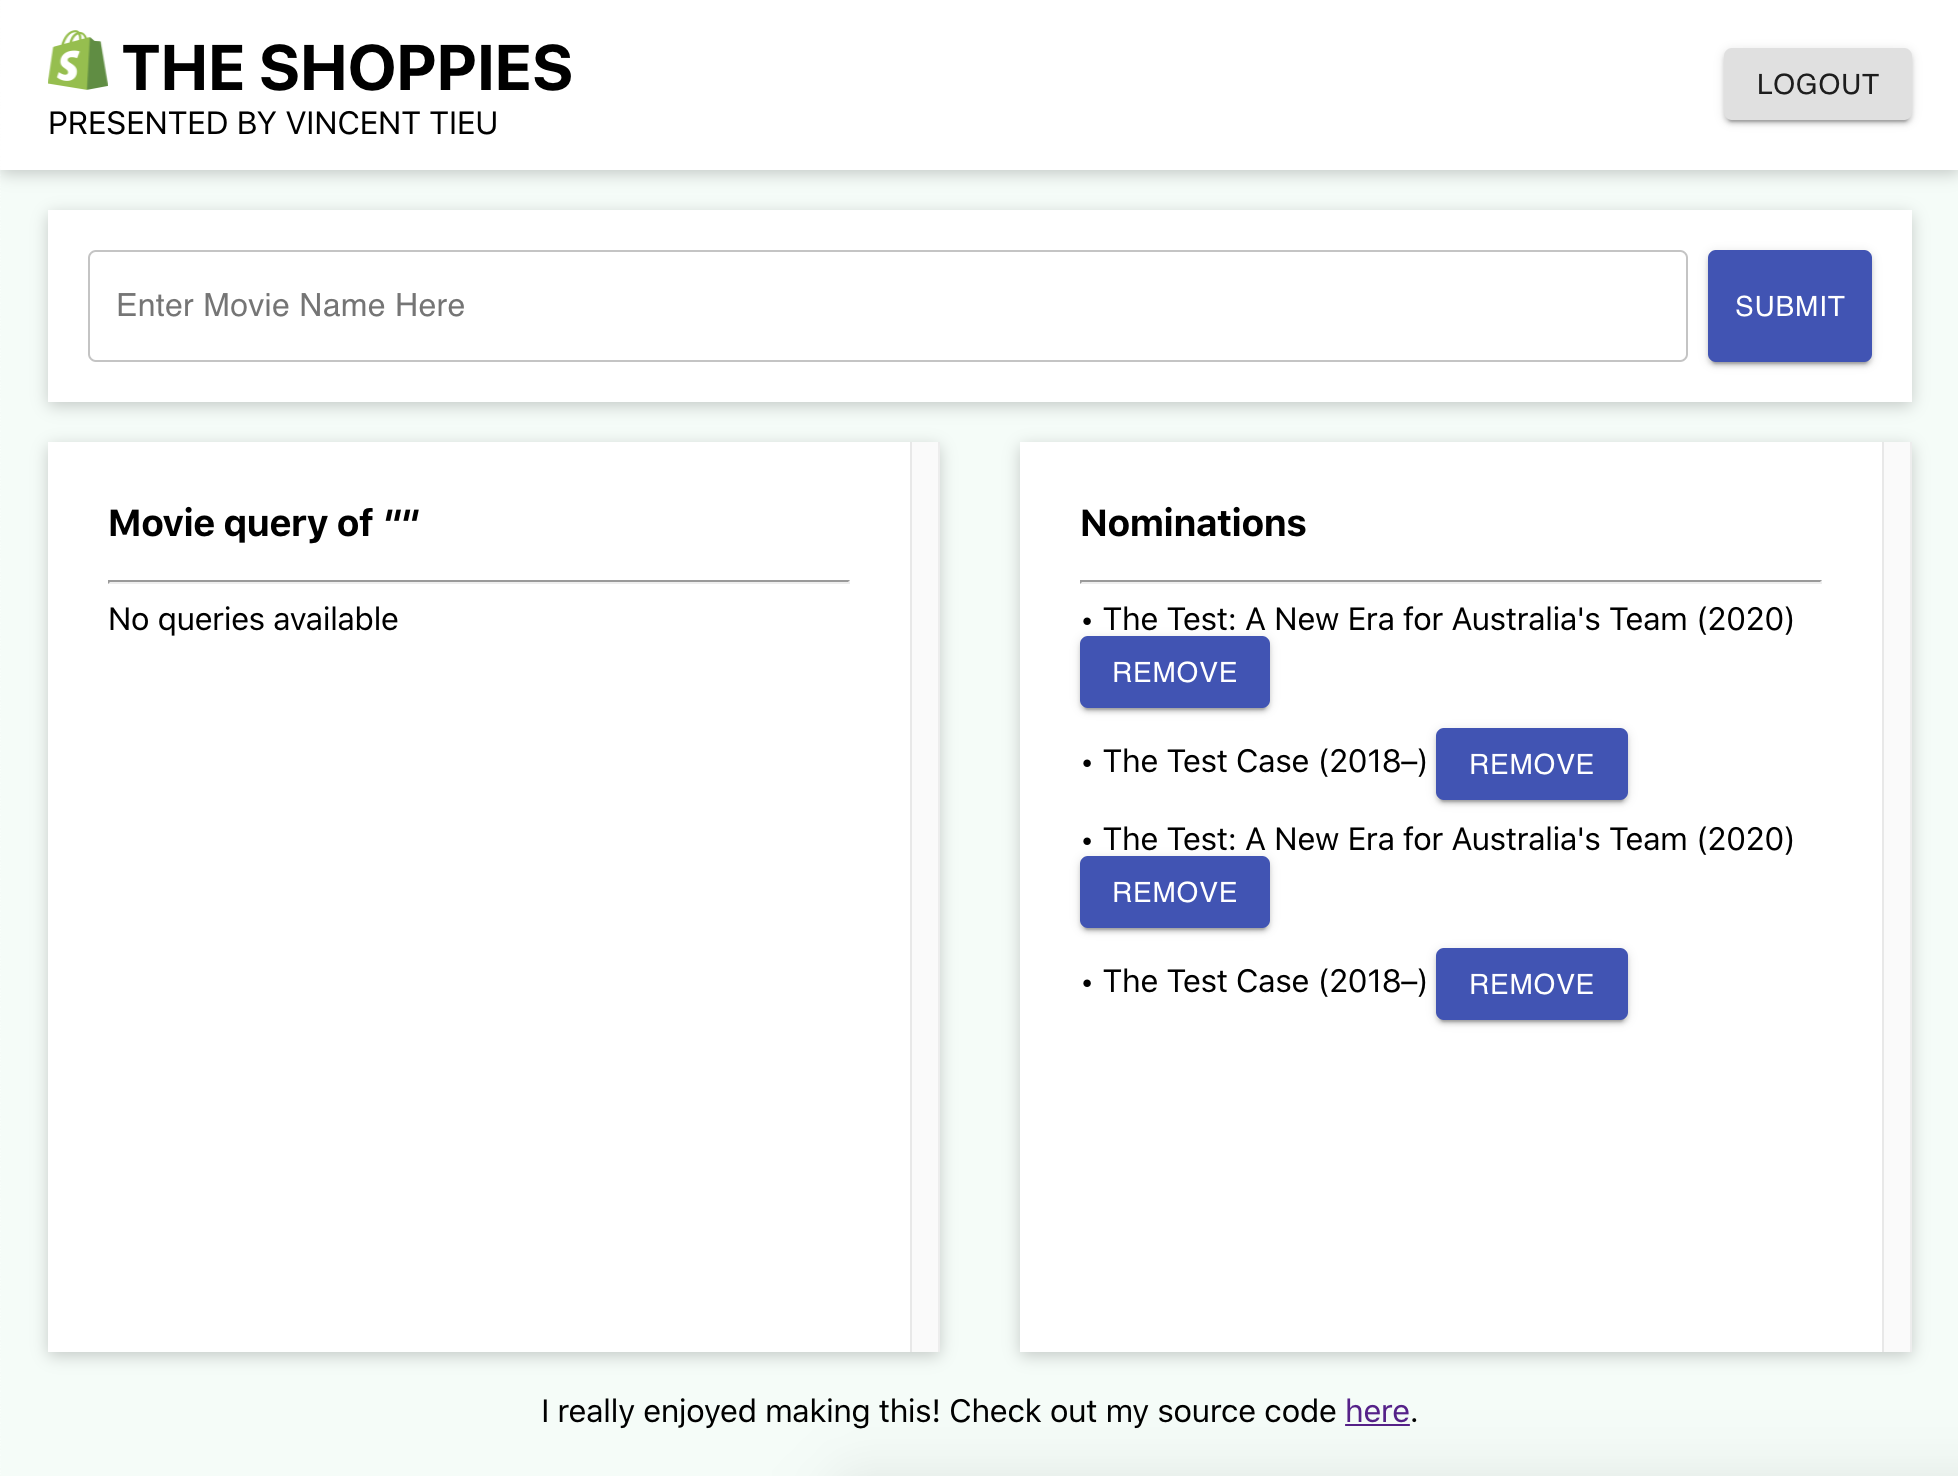 THE SHOPPIES
PRESENTED BY VINCENT TIEU
LOGOUT
Enter Movie Name Here
SUBMIT
Movie query of ""
No queries available
Nominations
• The Test: A New Era for Australia's Team (2020)
REMOVE
• The Test Case (2018–) REMOVE
• The Test: A New Era for Australia's Team (2020)
REMOVE
• The Test Case (2018–) REMOVE
I really enjoyed making this! Check out my source code here.